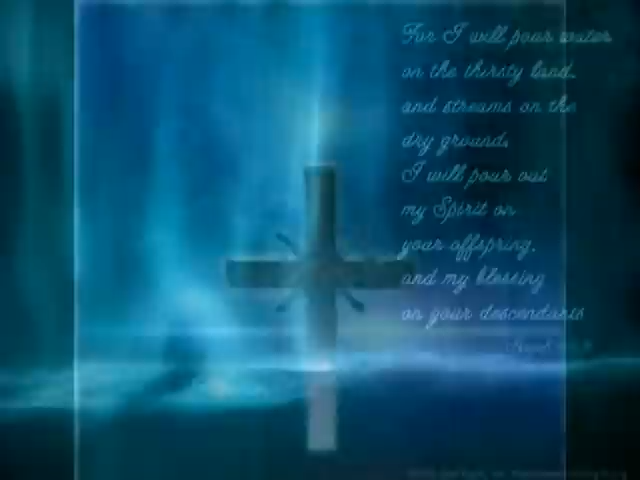 For I will pour water
on the thirsty land,
and streams on the
dry ground;
I will pour out
my Spirit on
your offspring,
and my blessing
on your descendants